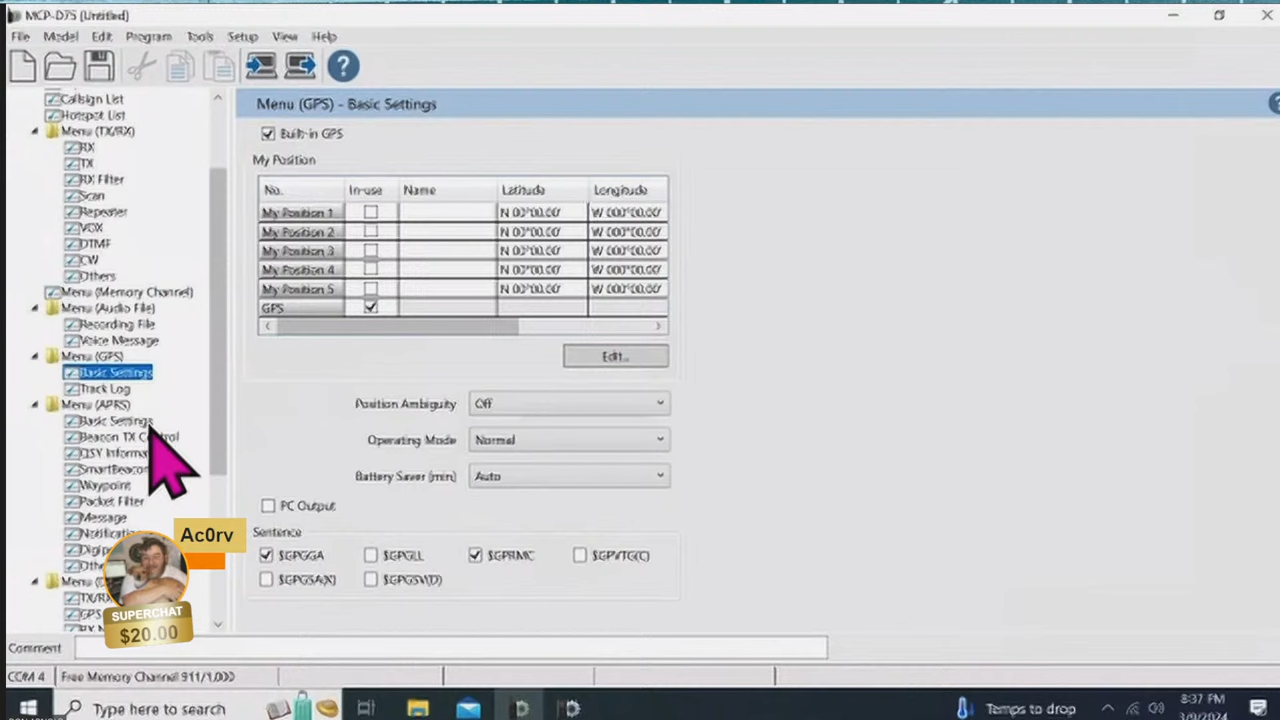 MCP-D75 (Untitled)
File Model Edit Program Tools Setup View Help
Callsign List
Hotspot List
Menu (TX/RX)
RX
TX
RX Filter
Scan
Repeater
VOX
DTMF
CW
Others
Menu (Memory Channel)
Menu (Audio File)
Recording File
Voice Message
Menu (GPS)
Basic Settings
Track Log
Menu (APRS)
Basic Settings
Beacon TX
QSY
Waypoint
Packet Filter
Message
Menu
TX/RX
GPS
Menu (GPS) - Basic Settings
Built-in GPS
My Position
No. In-use Name Latitude Longitude
My Position 1 N 00°00.00' W 000°00.00'
My Position 2 N 00°00.00' W 000°00.00'
My Position 3 N 00°00.00' W 000°00.00'
My Position 4 N 00°00.00' W 000°00.00'
My Position 5 N 00°00.00' W 000°00.00'
GPS
Edit...
Position Ambiguity Off
Operating Mode Normal
Battery Saver (min) Auto
PC Output
Sentence
$GPGGA $GPGLL $GPRMC $GPVTG(C)
$GPGSA(X) $GPGSV(D)
Ac0rv
SUPERCHAT
$20.00
Comment
COM 4 Free Memory Channel 911/1,000
Type here to search
Temps to drop
8:37 PM
3/9/2024